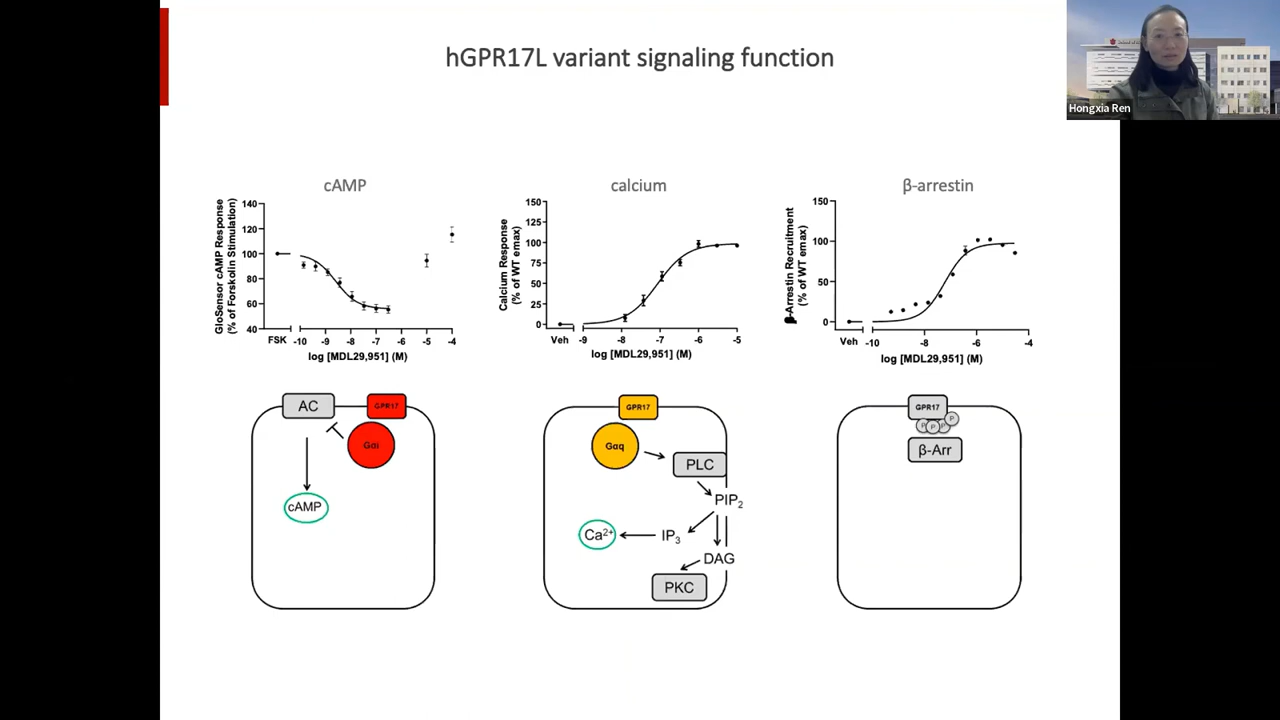 hGPR17L variant signaling function
Hongxia Ren
cAMP
GloSensor cAMP Response
(% of Forskolin Stimulation)
140
120
100
80
60
40
FSK
-10
-9
-8
-7
-6
-5
-4
log [MDL29,951] (M)
calcium
Calcium Response
(% of WT emax)
150
125
100
75
50
25
0
Veh
-9
-8
-7
-6
-5
log [MDL29,951] (M)
β-arrestin
β-Arrestin Recruitment
(% of WT emax)
150
100
50
0
Veh
-10
-8
-6
-4
log [MDL29,951] (M)
AC
GPR17
Gαi
cAMP
GPR17
Gαq
PLC
PIP2
Ca2+
IP3
DAG
PKC
GPR17
P
P
P
P
β-Arr